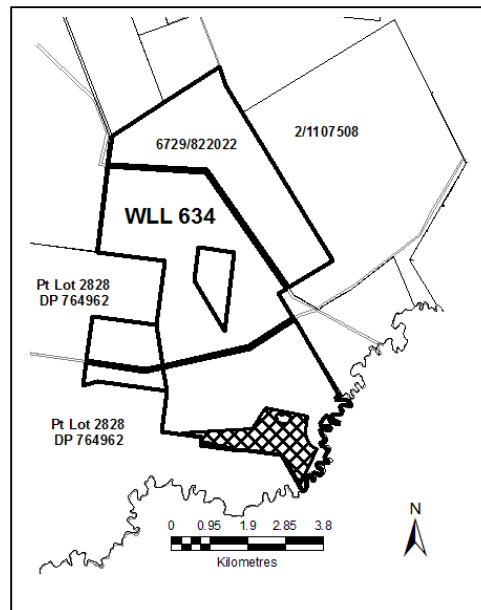 2/1107508
6729/822022
WLL 634
Pt Lot 2828
DP 764962
Pt Lot 2828
DP 764962
N
0 0.95 1.9 2.85 3.8
Kilometres